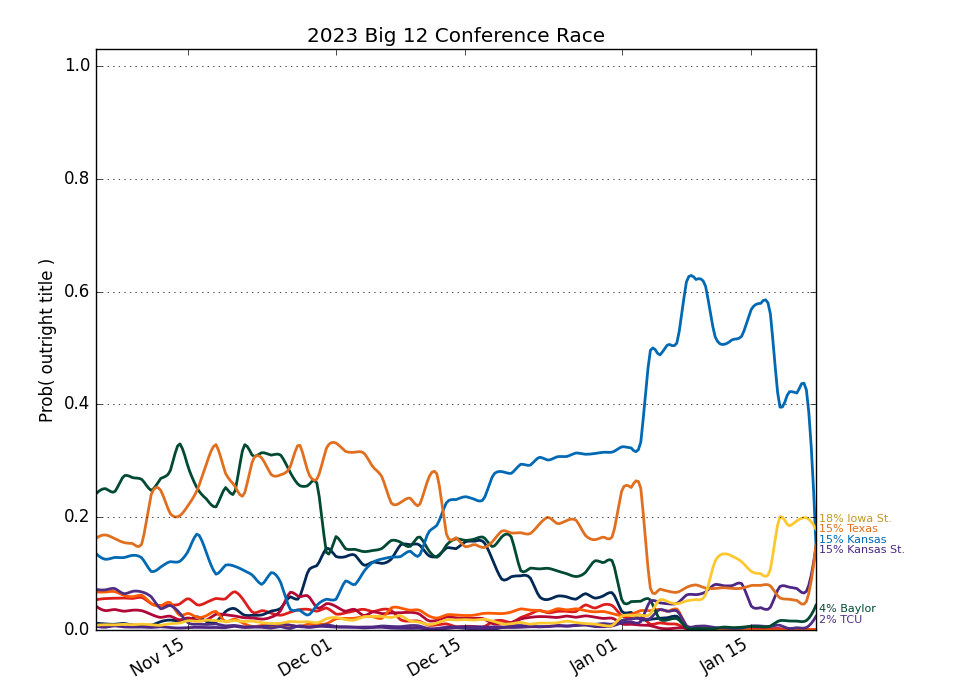 2023 Big 12 Conference Race
1.0
0.8
0.6
0.4
0.2
0.0
Prob( outright title )
18% Iowa St.
15% Texas
15% Kansas
15% Kansas St.
4% Baylor
2% TCU
Nov 15
Dec 01
Dec 15
Jan 01
Jan 15